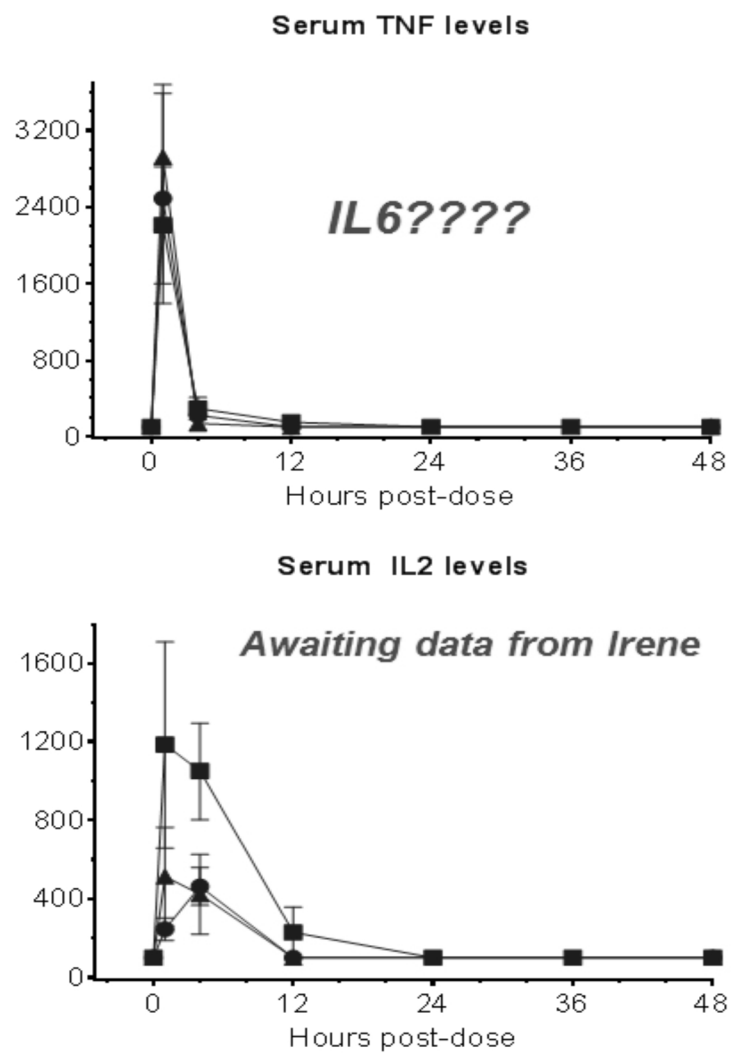 Serum TNF levels
3200
IL6????
2400
1600
800
0
0 12 24 36 48
Hours post-dose
Serum IL2 levels
Awaiting data from Irene
1600
1200
800
400
0
0 12 24 36 48
Hours post-dose